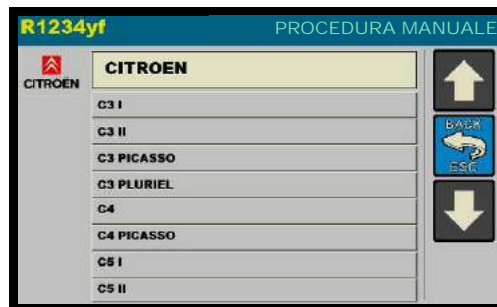 R1234yf PROCEDURA MANUALE
CITROËN
CITROEN
C3 I
C3 II
C3 PICASSO
C3 PLURIEL
C4
C4 PICASSO
C5 I
C5 II
BACK
ESC